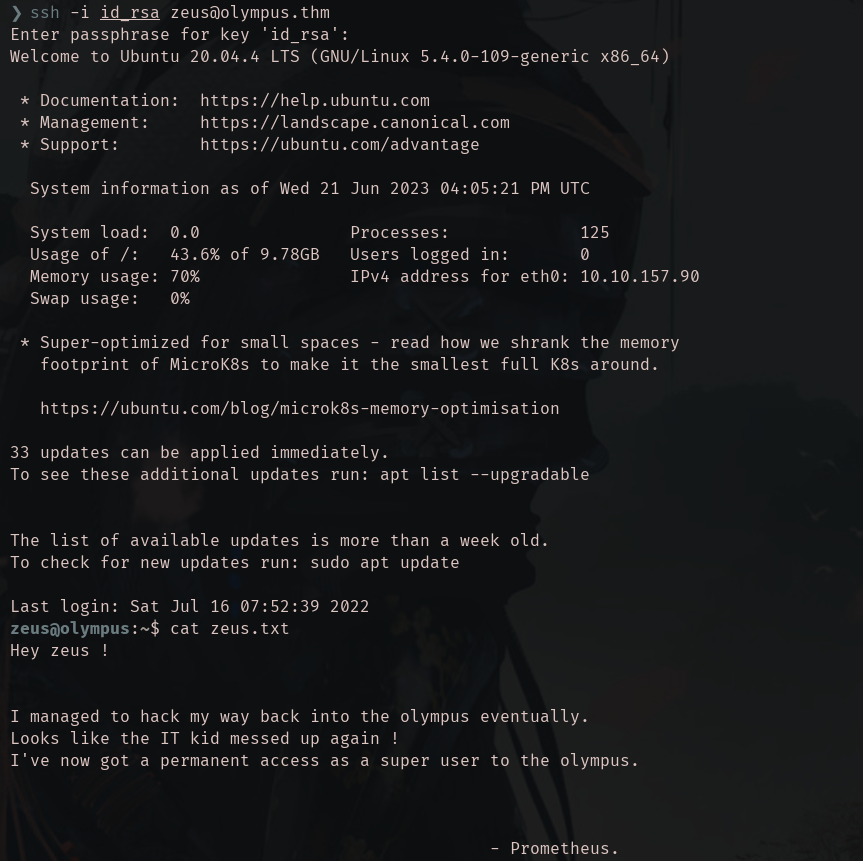 ❯ ssh -i id_rsa zeus@olympus.thm
Enter passphrase for key 'id_rsa':
Welcome to Ubuntu 20.04.4 LTS (GNU/Linux 5.4.0-109-generic x86_64)
* Documentation:  https://help.ubuntu.com
* Management:     https://landscape.canonical.com
* Support:        https://ubuntu.com/advantage
System information as of Wed 21 Jun 2023 04:05:21 PM UTC
System load:  0.0               Processes:             125
Usage of /:   43.6% of 9.78GB   Users logged in:       0
Memory usage: 70%               IPv4 address for eth0: 10.10.157.90
Swap usage:   0%
* Super-optimized for small spaces - read how we shrank the memory
footprint of MicroK8s to make it the smallest full K8s around.
https://ubuntu.com/blog/microk8s-memory-optimisation
33 updates can be applied immediately.
To see these additional updates run: apt list --upgradable
The list of available updates is more than a week old.
To check for new updates run: sudo apt update
Last login: Sat Jul 16 07:52:39 2022
zeus@olympus:~$ cat zeus.txt
Hey zeus !
I managed to hack my way back into the olympus eventually.
Looks like the IT kid messed up again !
I've now got a permanent access as a super user to the olympus.
- Prometheus.